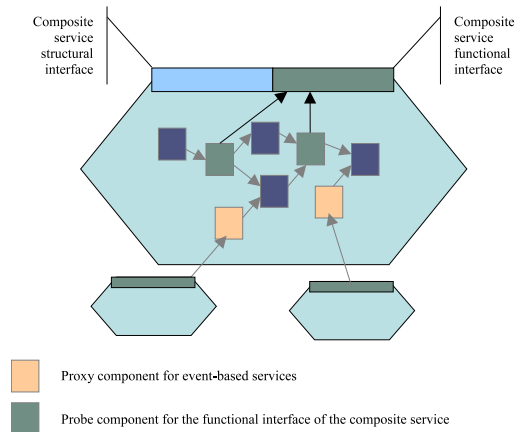 Composite
service
structural
interface
Composite
service
functional
interface
Proxy component for event-based services
Probe component for the functional interface of the composite service